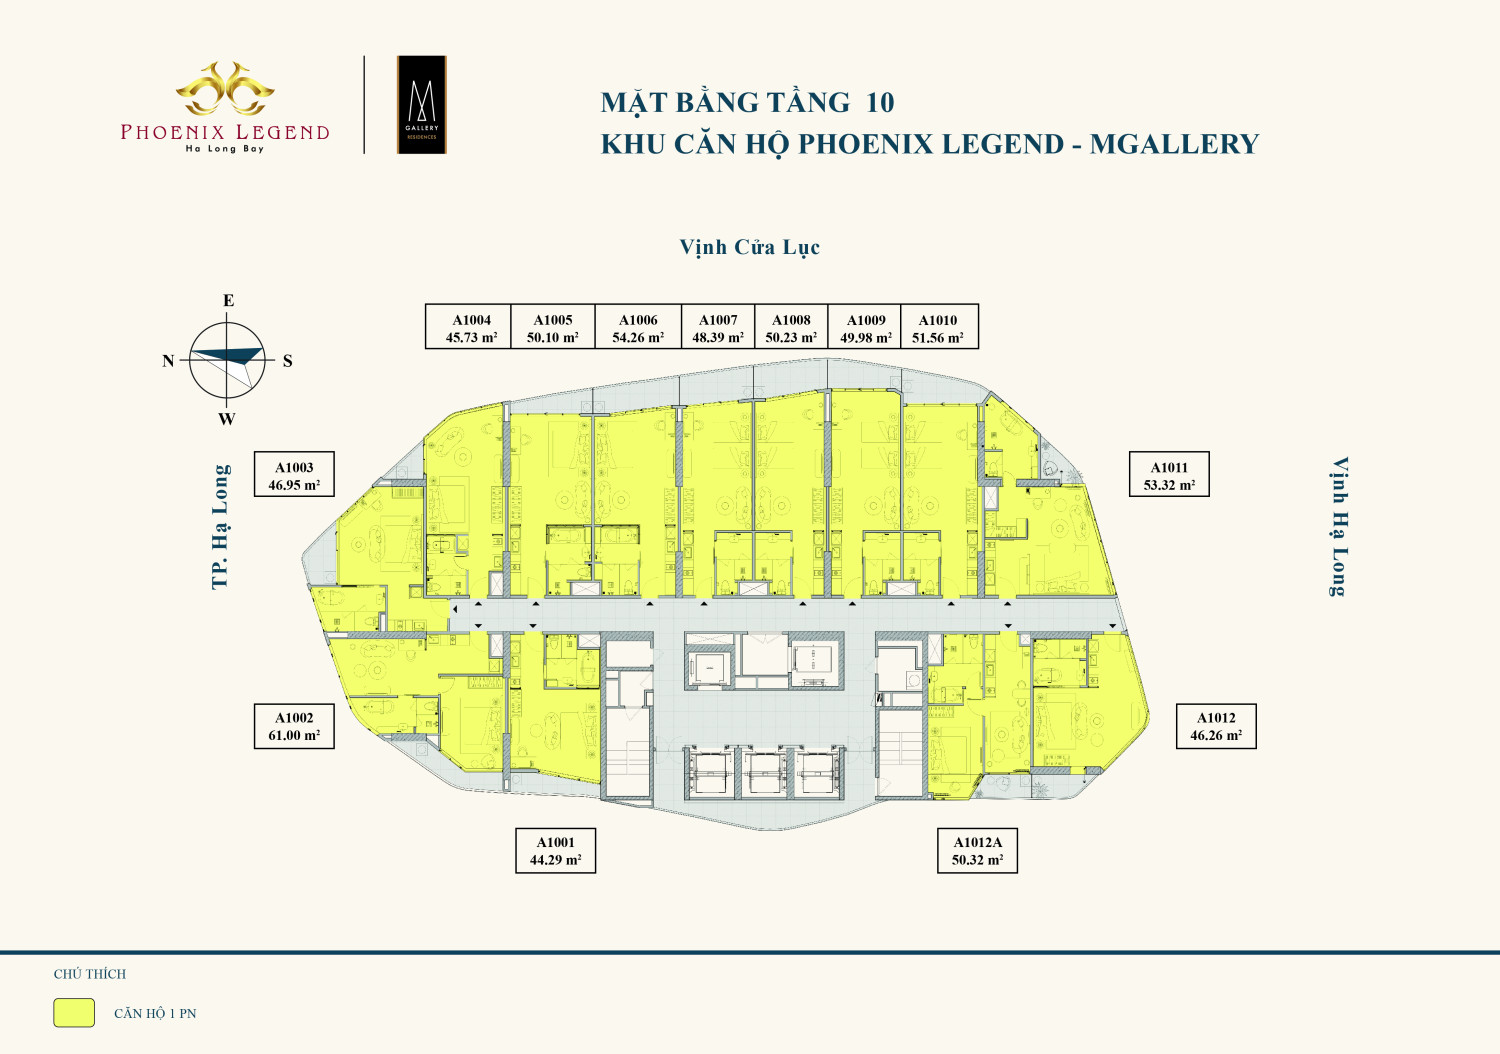 PHOENIX LEGEND
Ha Long Bay
M
GALLERY
RESIDENCES
MẶT BẰNG TẦNG 10
KHU CĂN HỘ PHOENIX LEGEND - MGALLERY
Vịnh Cửa Lục
E
N
S
W
A1004
45.73 m²
A1005
50.10 m²
A1006
54.26 m²
A1007
48.39 m²
A1008
50.23 m²
A1009
49.98 m²
A1010
51.56 m²
A1003
46.95 m²
TP. Hạ Long
A1011
53.32 m²
Vịnh Hạ Long
A1002
61.00 m²
A1012
46.26 m²
A1001
44.29 m²
A1012A
50.32 m²
CHÚ THÍCH
CĂN HỘ 1 PN